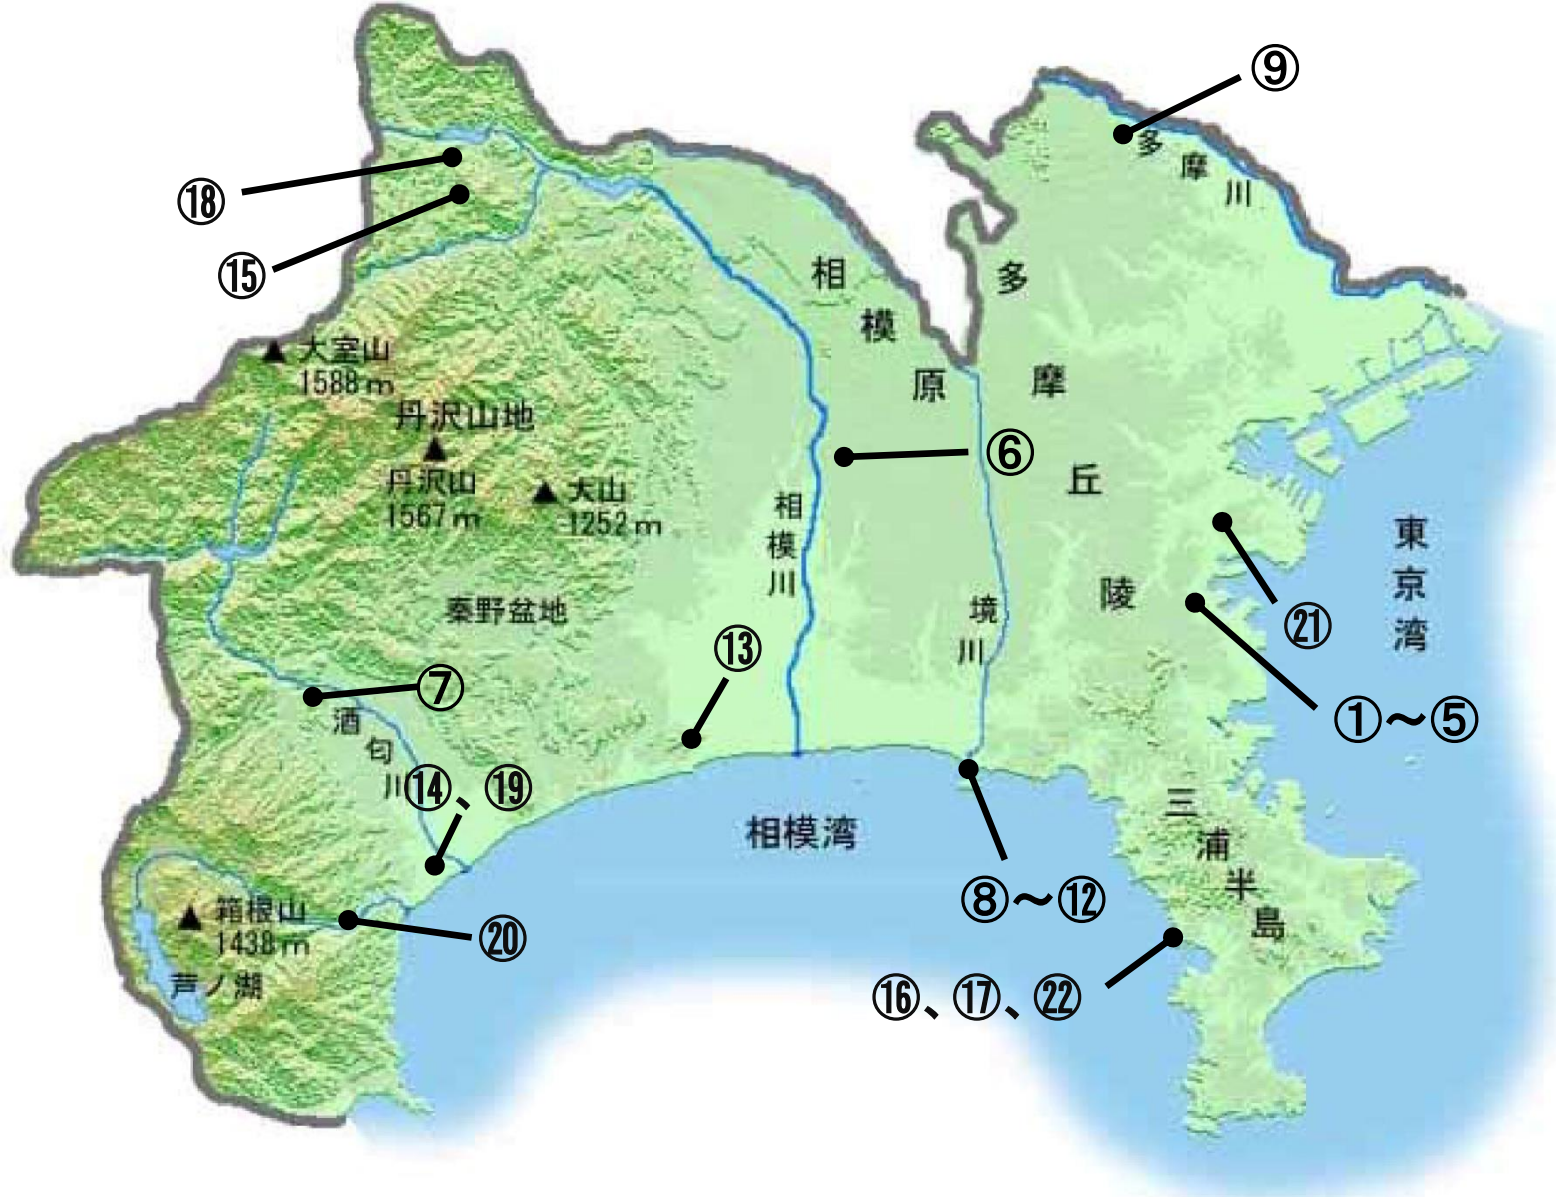 ⑨
多摩川
⑱
⑮
相模原
多摩丘陵
大室山
1588m
丹沢山地
丹沢山
1567m
大山
1252m
⑥
相模川
東京湾
秦野盆地
境川
㉑
⑬
⑦
①～⑤
酒匂川
⑭、⑲
相模湾
三浦半島
⑧～⑫
箱根山
1438m
⑳
芦ノ湖
⑯、⑰、㉒